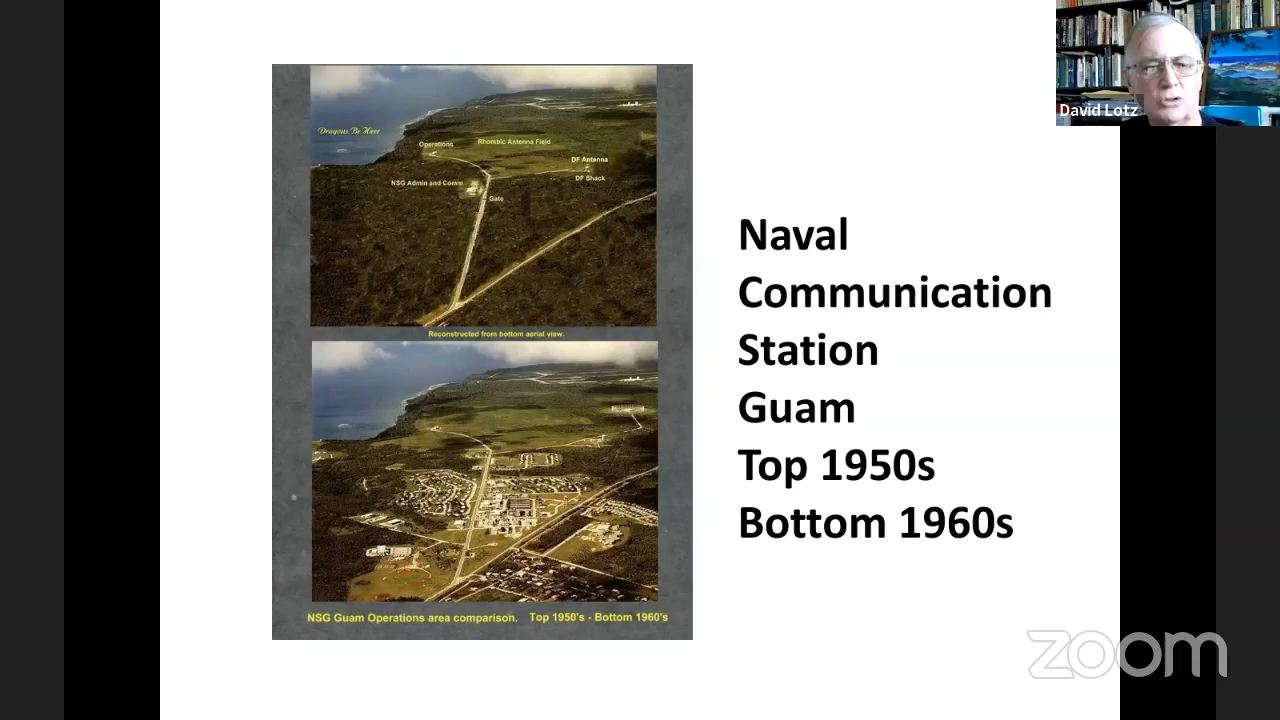 David Lotz
Dragons Be Here
Operations
Rhombic Antenna Field
DF Antenna
NSG Admin and Comm.
DF Shack
Gate
Reconstructed from bottom aerial view.
NSG Guam Operations area comparison. Top 1950's - Bottom 1960's
Naval
Communication
Station
Guam
Top 1950s
Bottom 1960s
zoom